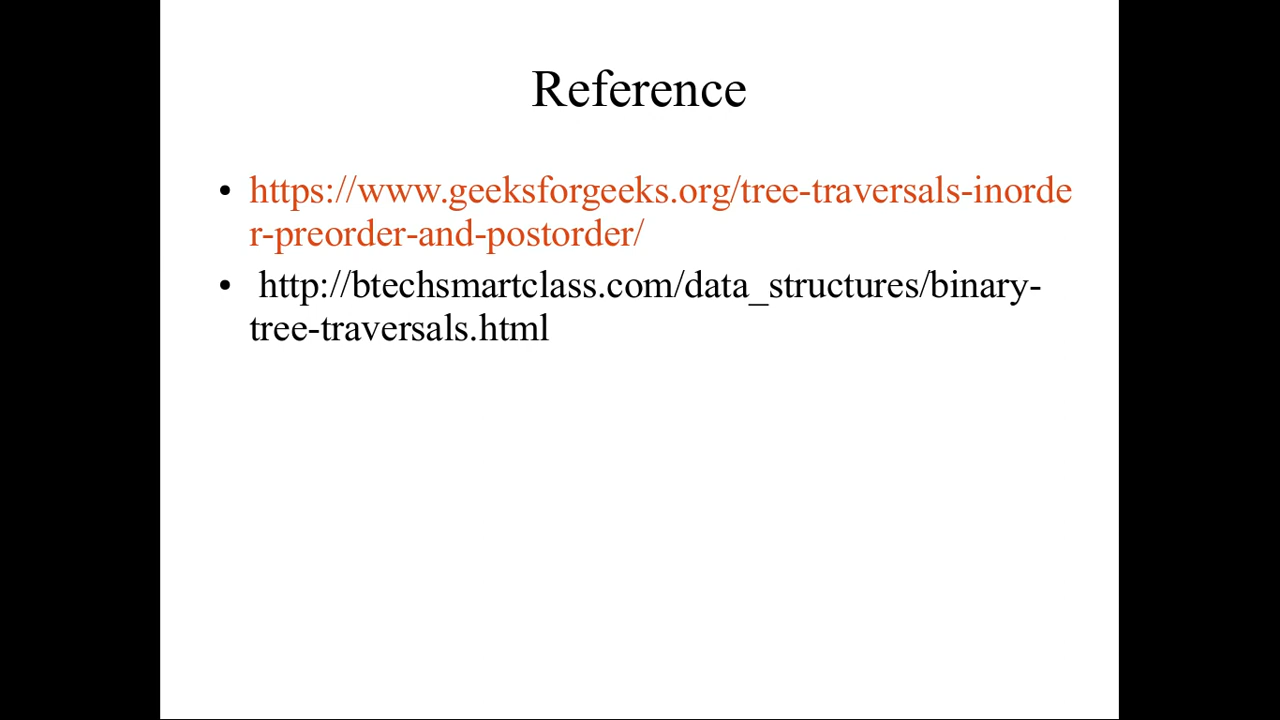 Reference
• https://www.geeksforgeeks.org/tree-traversals-inorde
r-preorder-and-postorder/
• http://btechsmartclass.com/data_structures/binary-
tree-traversals.html